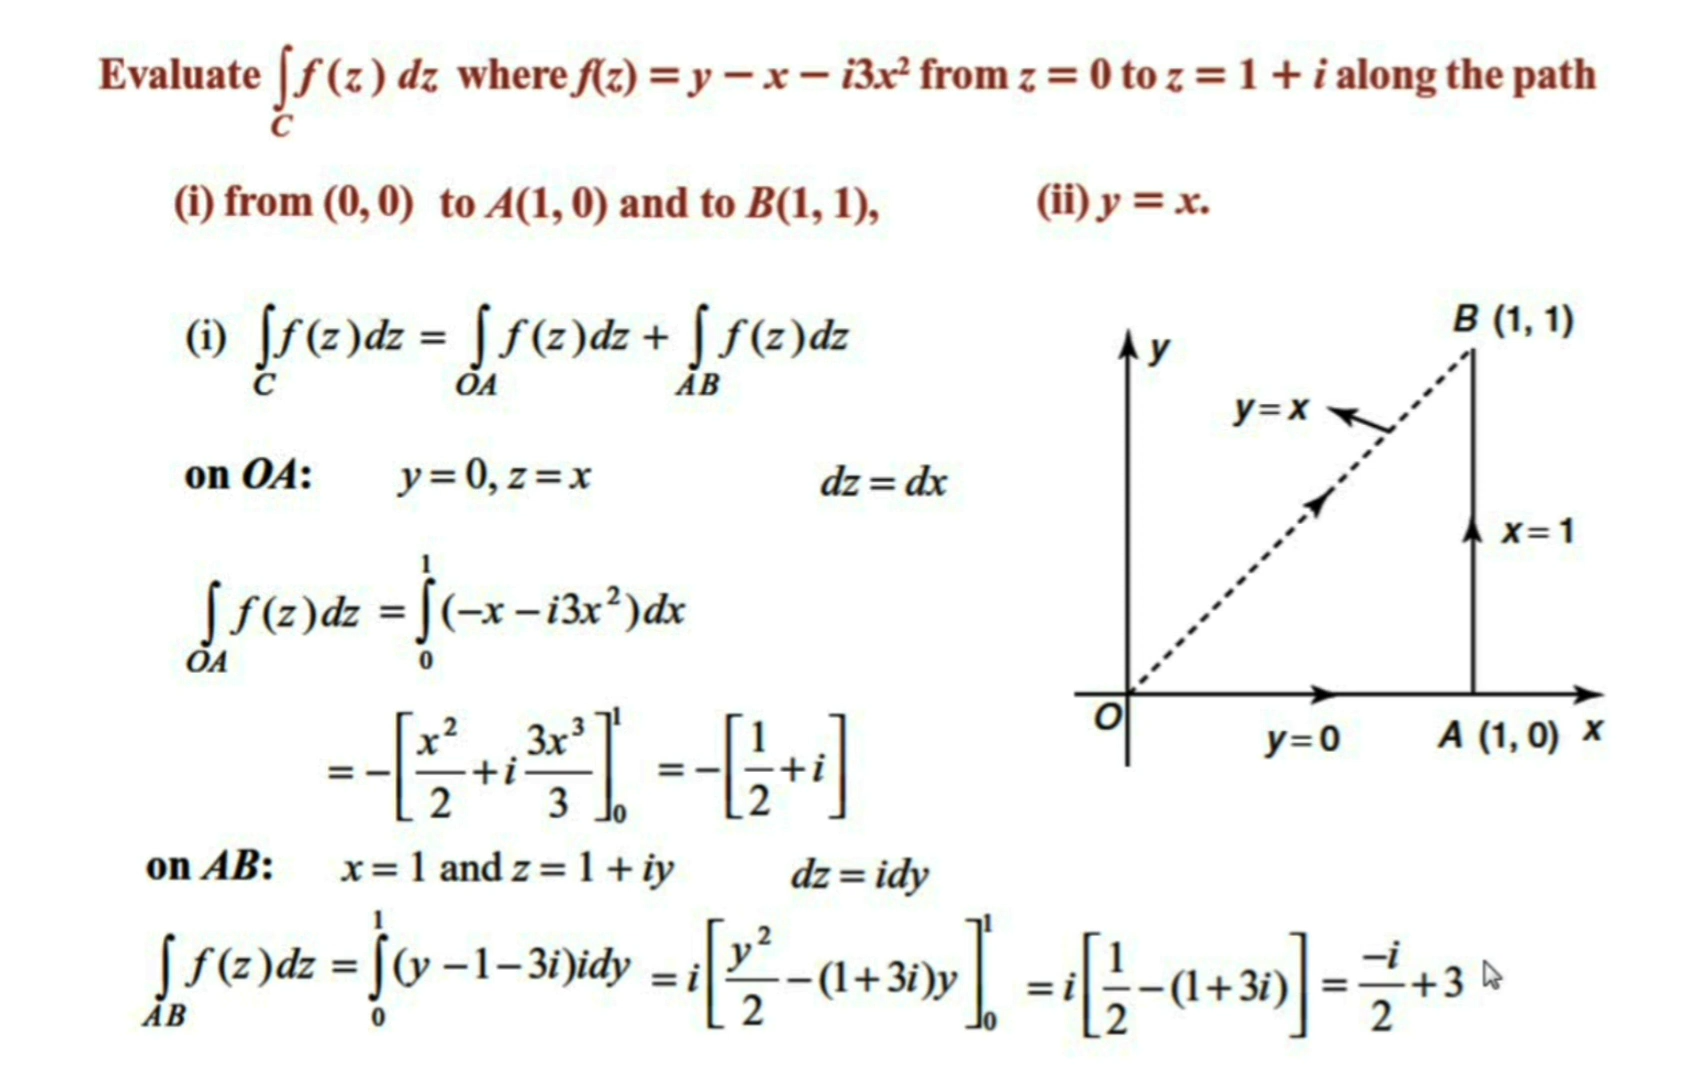 Evaluate ∫_C f(z) dz where f(z) = y − x − i3x² from z = 0 to z = 1 + i along the path
(i) from (0, 0) to A(1, 0) and to B(1, 1), (ii) y = x.
(i) ∫_C f(z)dz = ∫_OA f(z)dz + ∫_AB f(z)dz
on OA: y = 0, z = x dz = dx
∫_OA f(z)dz = ∫_0^1 (−x − i3x²)dx
= −[x²/2 + i 3x³/3]_0^1 = −[1/2 + i]
on AB: x = 1 and z = 1 + iy dz = idy
∫_AB f(z)dz = ∫_0^1 (y − 1 − 3i)idy = i[y²/2 − (1+3i)y]_0^1 = i[1/2 − (1+3i)] = −i/2 + 3
B (1, 1)
y
y = x
x = 1
O
y = 0
A (1, 0) x